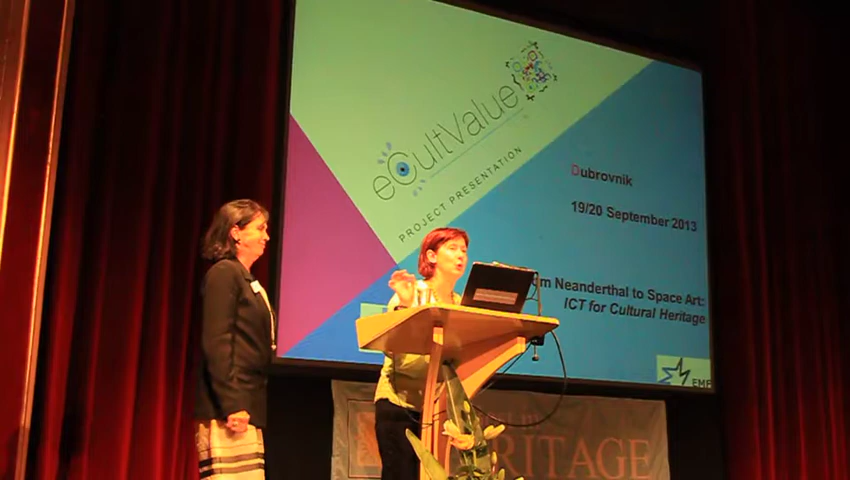 eCultValue
PROJECT PRESENTATION
Dubrovnik
19/20 September 2013
m Neanderthal to Space Art:
ICT for Cultural Heritage
EMF
RITAGE